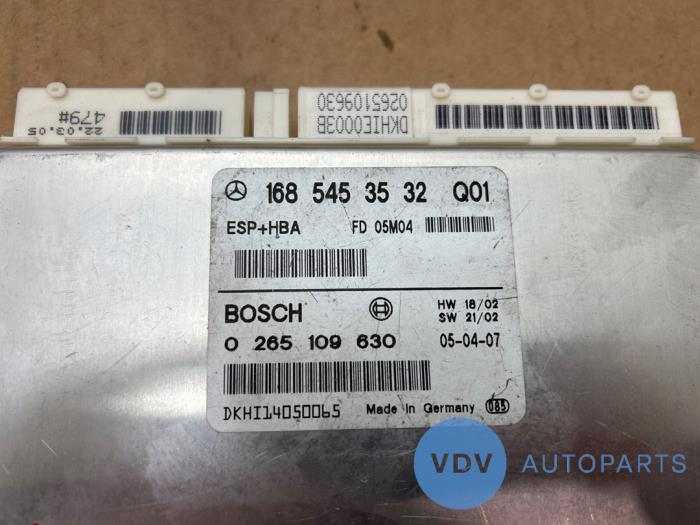 22.03.05
479#
DKHIE0003B
0265109630
168 545 35 32 Q01
ESP+HBA FD 05M04
BOSCH HW 18/02
SW 21/02
0 265 109 630 05-04-07
DKHI14050065 Made in Germany 085
VDV AUTOPARTS